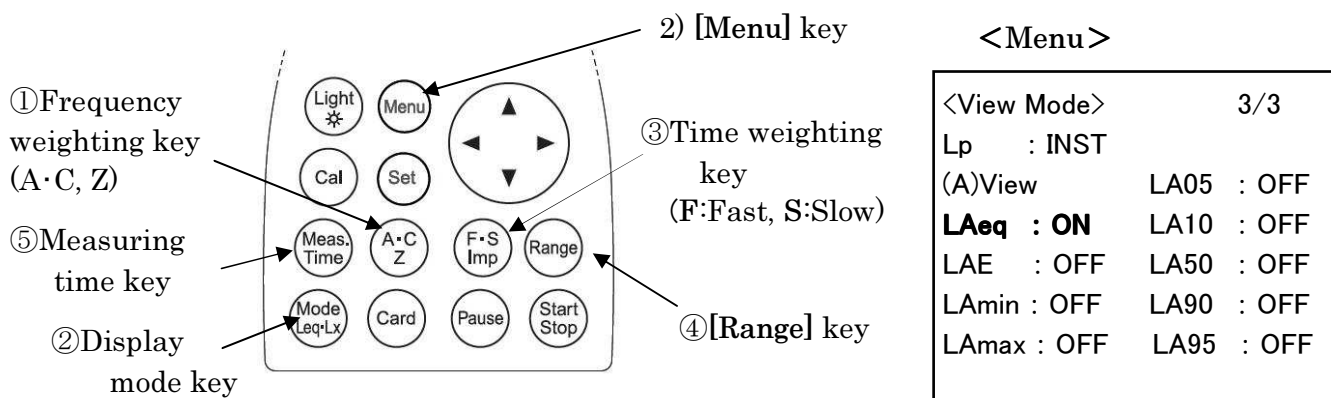 ①Frequency
weighting key
(A･C, Z)
⑤Measuring
time key
②Display
mode key
2) [Menu] key
③Time weighting
key
(F:Fast, S:Slow)
④[Range] key
Light
Menu
Cal
Set
Meas.
Time
A･C
Z
F･S
Imp
Range
Mode
Leq･Lx
Card
Pause
Start
Stop
＜Menu＞
<View Mode> 3/3
Lp : INST
(A)View LA05 : OFF
LAeq : ON LA10 : OFF
LAE : OFF LA50 : OFF
LAmin : OFF LA90 : OFF
LAmax : OFF LA95 : OFF